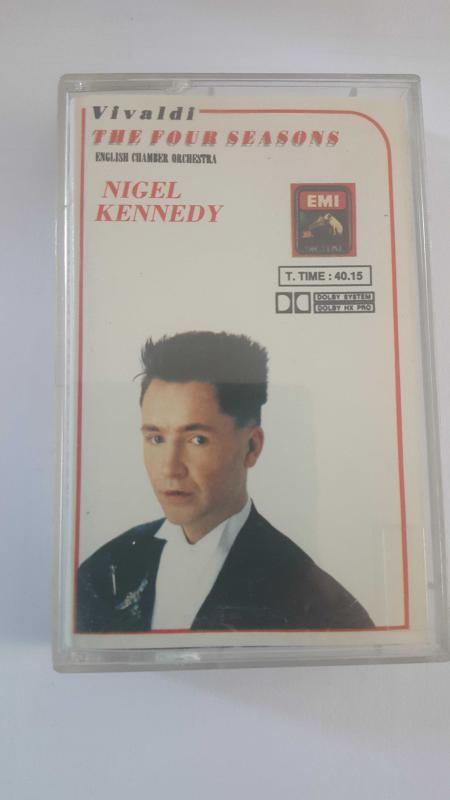 Vivaldi
THE FOUR SEASONS
ENGLISH CHAMBER ORCHESTRA
NIGEL
KENNEDY
EMI
T. TIME : 40.15
DOLBY SYSTEM
DOLBY HX PRO